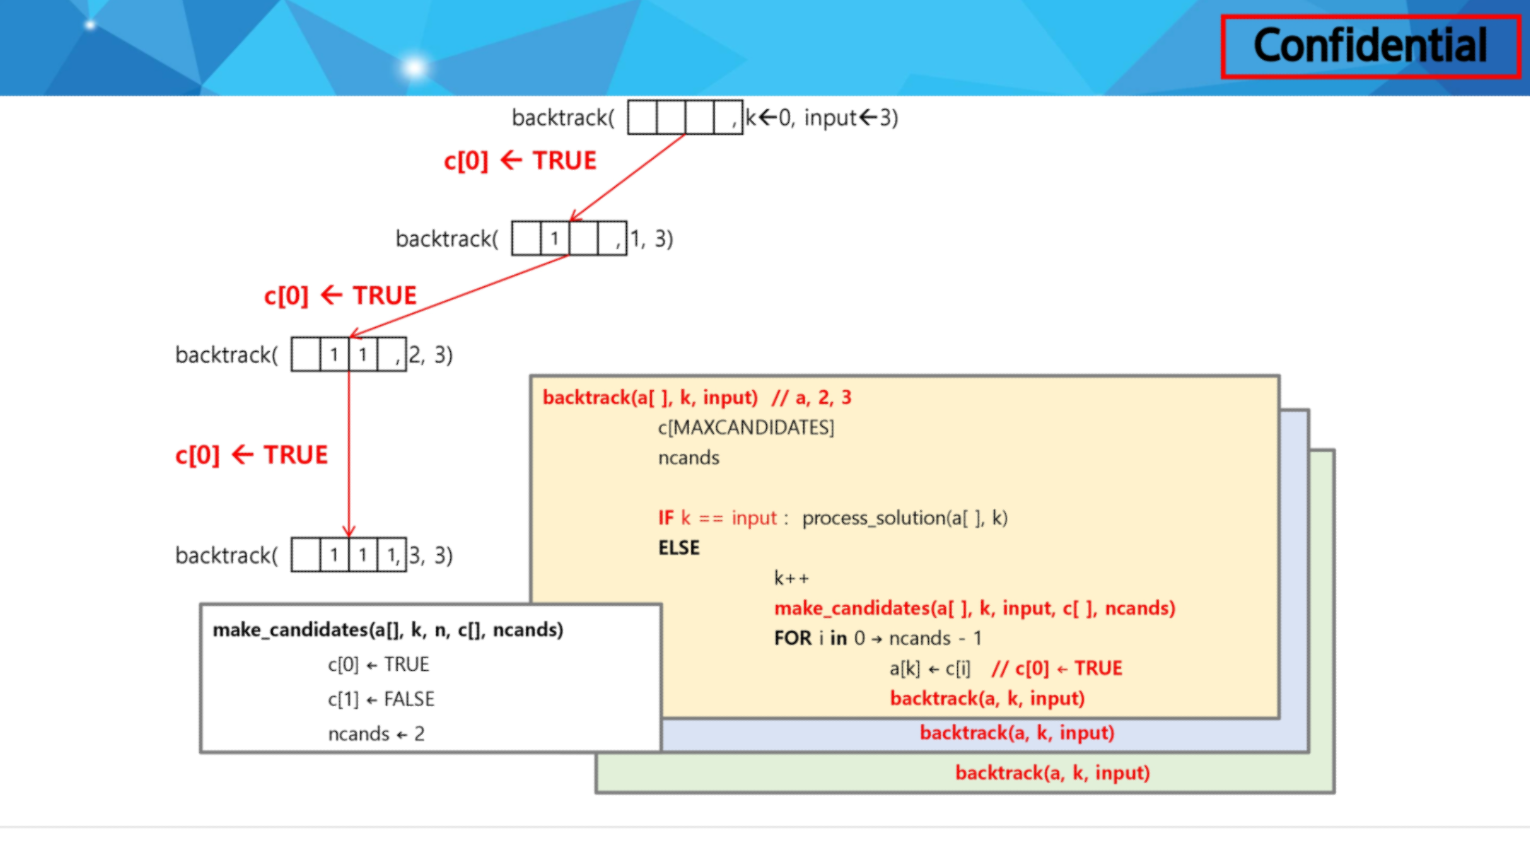 Confidential
backtrack( , k←0, input←3)
c[0] ← TRUE
backtrack( 1 , 1, 3)
c[0] ← TRUE
backtrack( 1 1 , 2, 3)
c[0] ← TRUE
backtrack( 1 1 1, 3, 3)
backtrack(a[ ], k, input) // a, 2, 3
c[MAXCANDIDATES]
ncands
IF k == input : process_solution(a[ ], k)
ELSE
k++
make_candidates(a[ ], k, input, c[ ], ncands)
FOR i in 0 → ncands - 1
a[k] ← c[i] // c[0] ← TRUE
backtrack(a, k, input)
backtrack(a, k, input)
backtrack(a, k, input)
make_candidates(a[], k, n, c[], ncands)
c[0] ← TRUE
c[1] ← FALSE
ncands ← 2